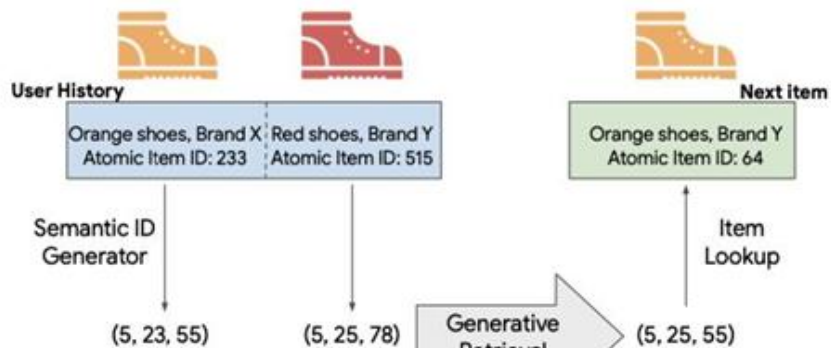 User History
Next item
Orange shoes, Brand X
Atomic Item ID: 233
Red shoes, Brand Y
Atomic Item ID: 515
Orange shoes, Brand Y
Atomic Item ID: 64
Semantic ID
Generator
Item
Lookup
(5, 23, 55)
(5, 25, 78)
Generative
Retrieval
(5, 25, 55)